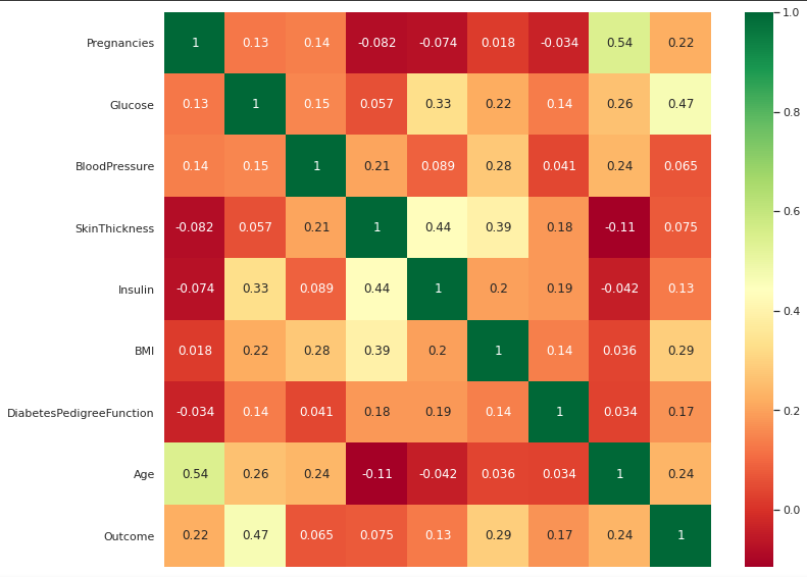 Pregnancies 1 0.13 0.14 -0.082 -0.074 0.018 -0.034 0.54 0.22
Glucose 0.13 1 0.15 0.057 0.33 0.22 0.14 0.26 0.47
BloodPressure 0.14 0.15 1 0.21 0.089 0.28 0.041 0.24 0.065
SkinThickness -0.082 0.057 0.21 1 0.44 0.39 0.18 -0.11 0.075
Insulin -0.074 0.33 0.089 0.44 1 0.2 0.19 -0.042 0.13
BMI 0.018 0.22 0.28 0.39 0.2 1 0.14 0.036 0.29
DiabetesPedigreeFunction -0.034 0.14 0.041 0.18 0.19 0.14 1 0.034 0.17
Age 0.54 0.26 0.24 -0.11 -0.042 0.036 0.034 1 0.24
Outcome 0.22 0.47 0.065 0.075 0.13 0.29 0.17 0.24 1
1.0
0.8
0.6
0.4
0.2
0.0